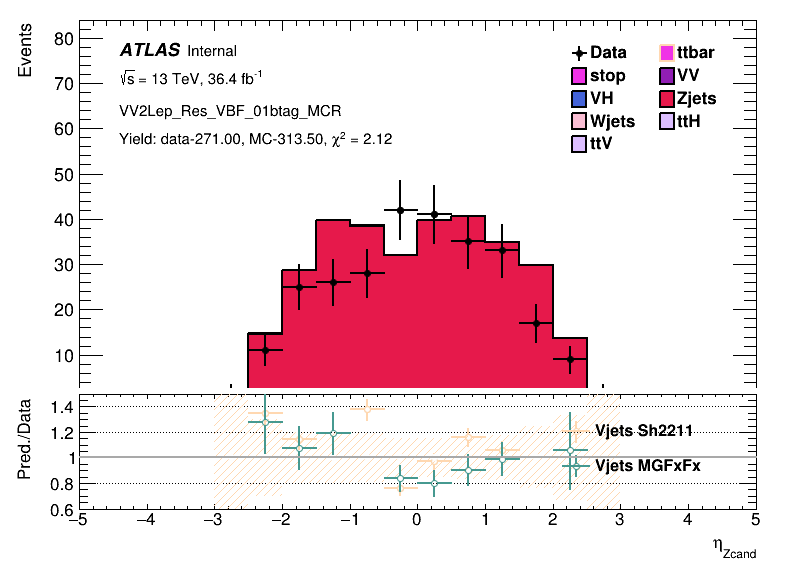 Events
80
70
60
50
40
30
20
10
ATLAS Internal
√s = 13 TeV, 36.4 fb⁻¹
VV2Lep_Res_VBF_01btag_MCR
Yield: data-271.00, MC-313.50, χ² = 2.12
Data ttbar
stop VV
VH Zjets
Wjets ttH
ttV
Pred./Data
1.4
1.2
1
0.8
0.6
Vjets Sh2211
Vjets MGFxFx
−5 −4 −3 −2 −1 0 1 2 3 4 5
η_Zcand